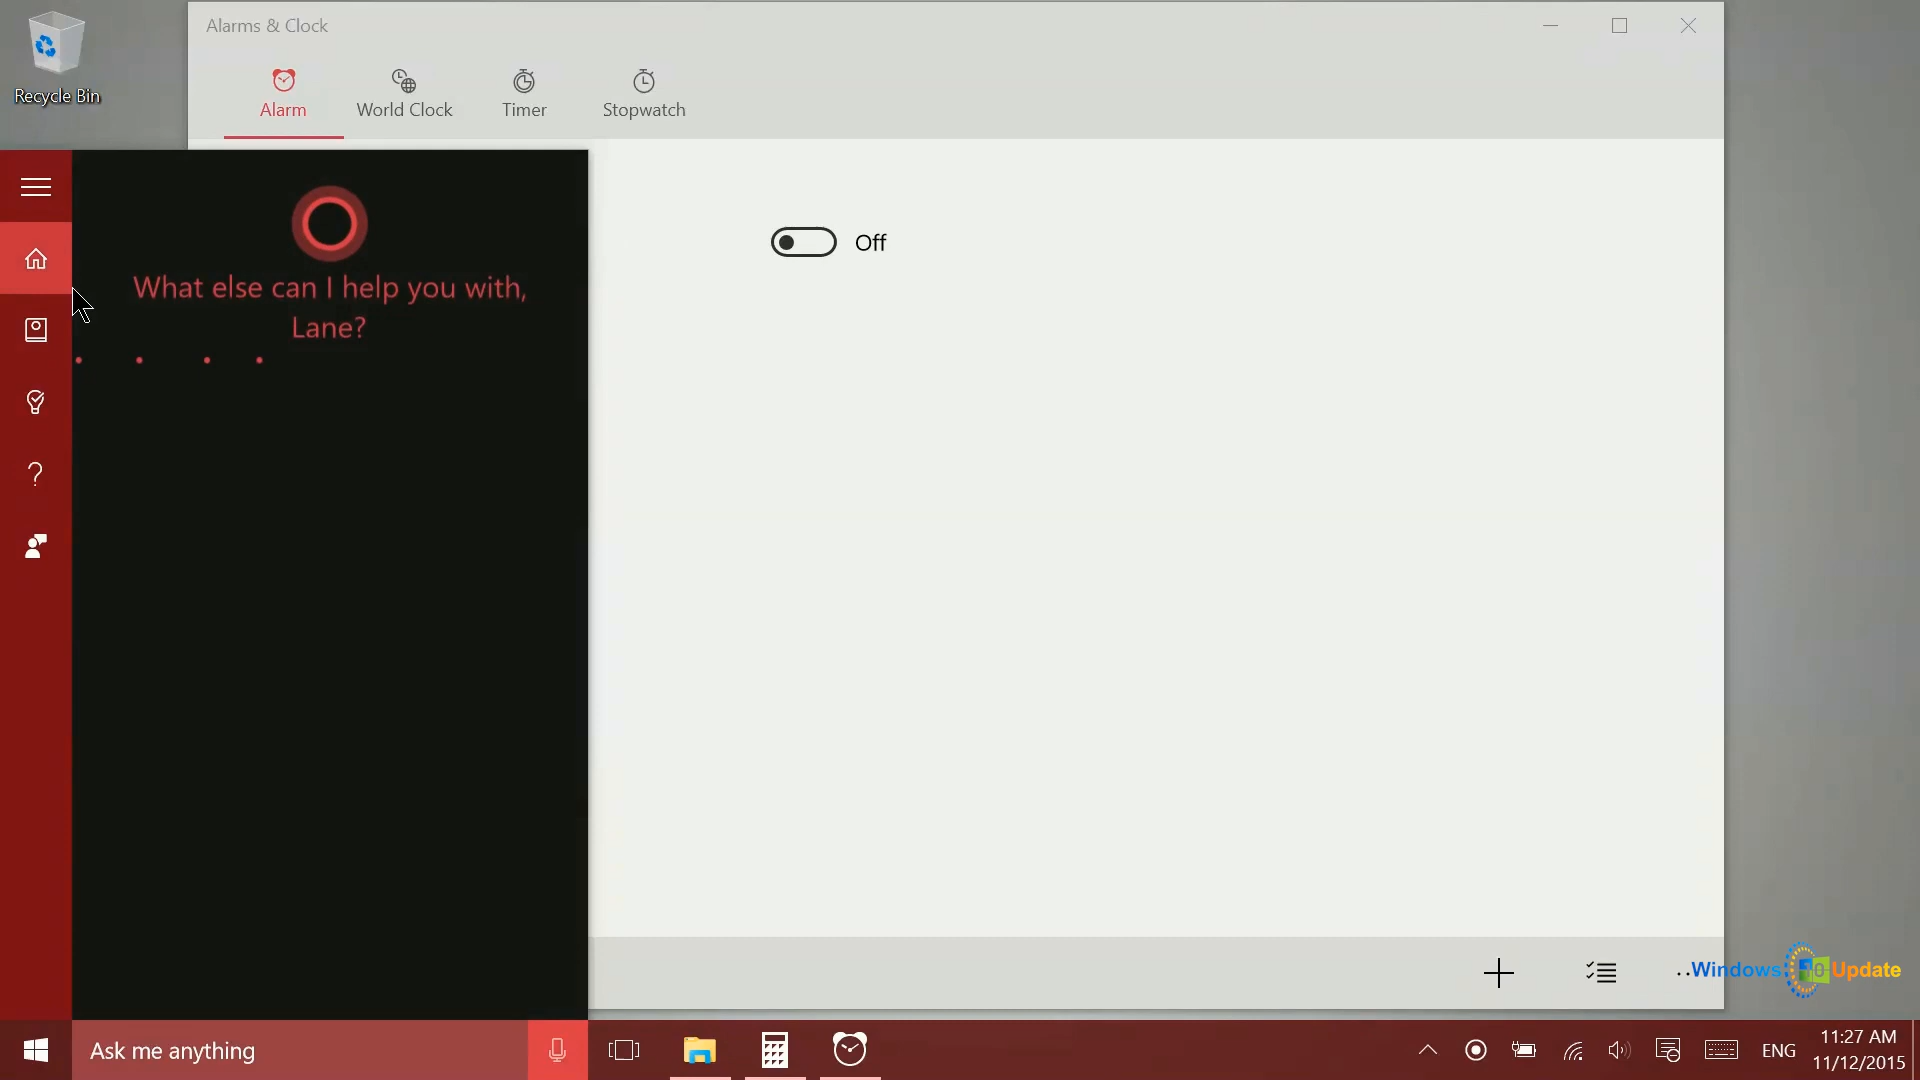 Recycle Bin
Alarms & Clock
Alarm
World Clock
Timer
Stopwatch
What else can I help you with,
Lane?
Off
Windows 10 Update
Ask me anything
ENG
11:27 AM
11/12/2015